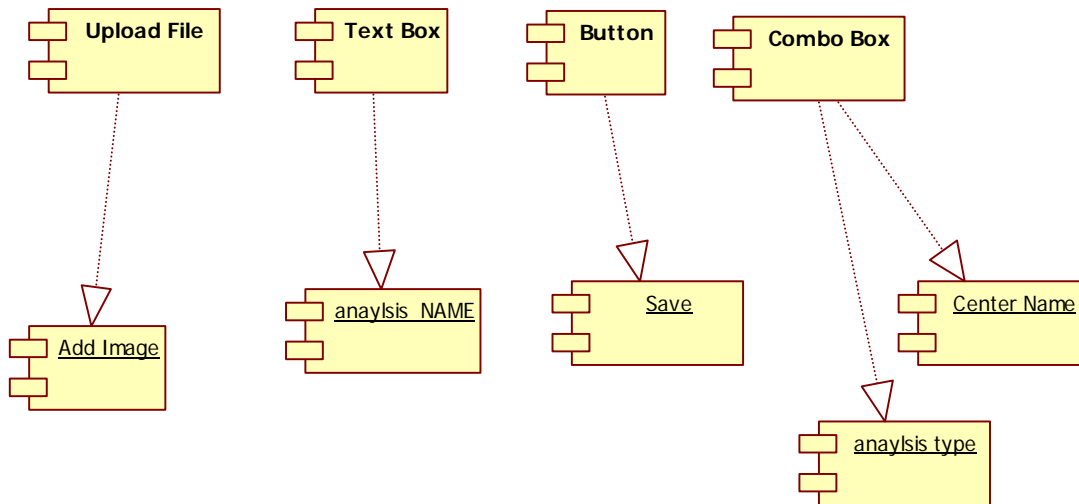 Upload File
Text Box
Button
Combo Box
Add Image
anaylsis_NAME
Save
Center Name
anaylsis type